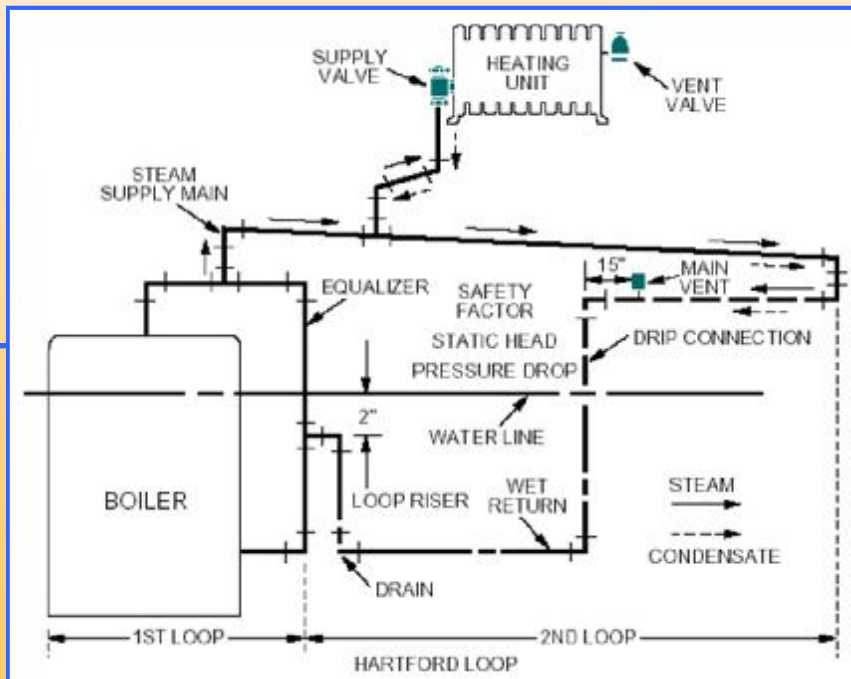 SUPPLY
VALVE
HEATING
UNIT
VENT
VALVE
STEAM
SUPPLY MAIN
15"
MAIN
VENT
EQUALIZER
SAFETY
FACTOR
STATIC HEAD
PRESSURE DROP
DRIP CONNECTION
2"
WATER LINE
BOILER
LOOP RISER
WET
RETURN
STEAM
CONDENSATE
DRAIN
1ST LOOP
2ND LOOP
HARTFORD LOOP